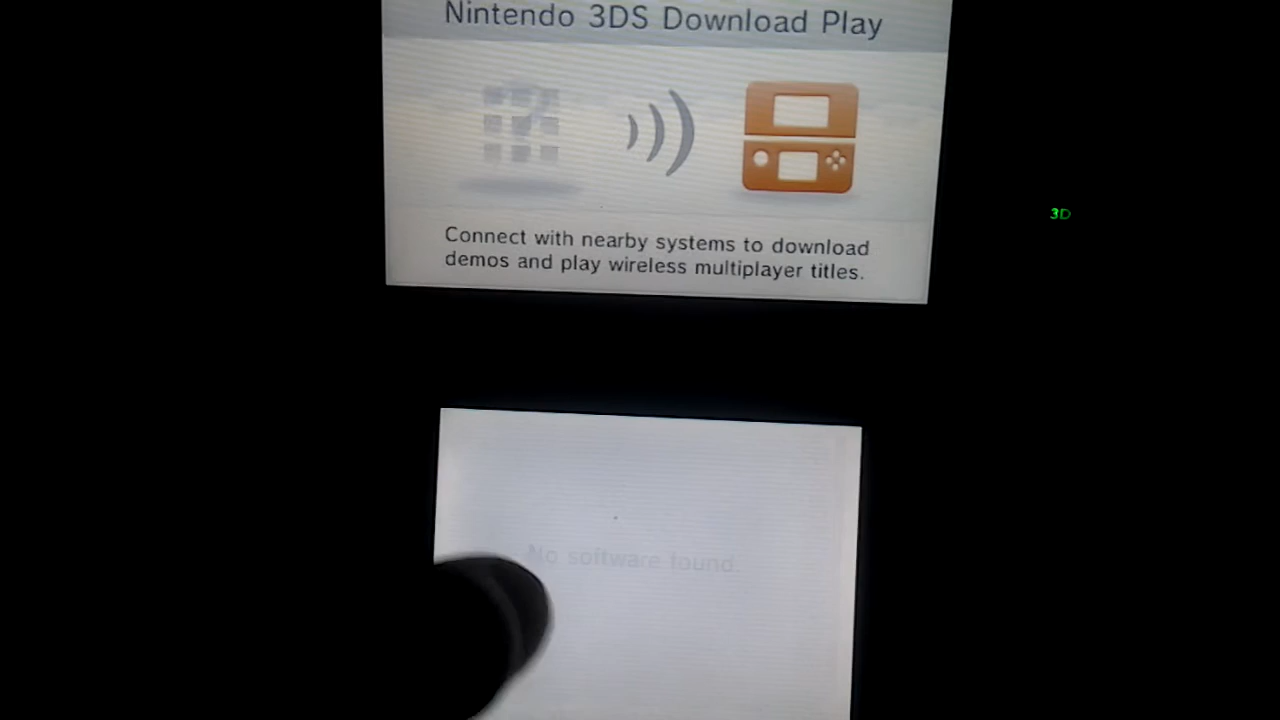 Nintendo 3DS Download Play
3D
Connect with nearby systems to download
demos and play wireless multiplayer titles.
No software found.